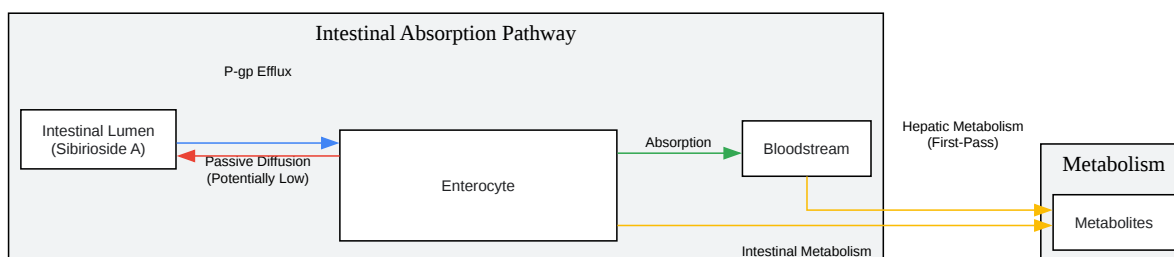 Intestinal Absorption Pathway
P-gp Efflux
Intestinal Lumen
(Sibirioside A)
Passive Diffusion
(Potentially Low)
Enterocyte
Absorption
Bloodstream
Hepatic Metabolism
(First-Pass)
Metabolism
Metabolites
Intestinal Metabolism